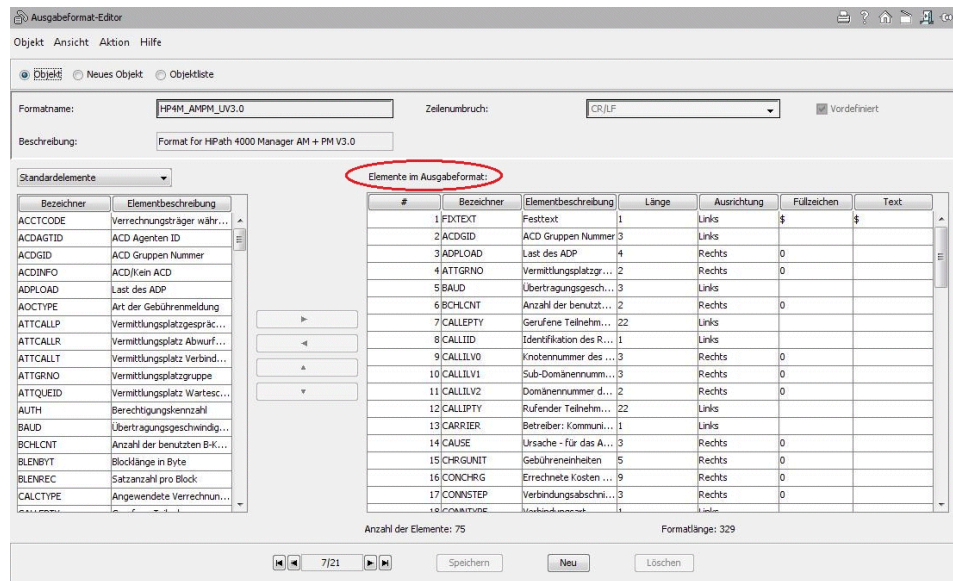 Ausgabeformat-Editor
Objekt Ansicht Aktion Hilfe
Objekt Neues Objekt Objektliste
Formatname: HP4M_AMPM_UV3.0 Zeilenumbruch: CR/LF Vordefiniert
Beschreibung: Format for HiPath 4000 Manager AM + PM V3.0
Standardelemente
Bezeichner Elementbeschreibung
ACCTCODE Verrechnungsträger währ...
ACDAGTID ACD Agenten ID
ACDGID ACD Gruppen Nummer
ACDINFO ACD/Kein ACD
ADPLOAD Last des ADP
AOCTYPE Art der Gebührenmeldung
ATTCALLP Vermittlungsplatzgespräc...
ATTCALLR Vermittlungsplatz Abwurf...
ATTCALLT Vermittlungsplatz Verbind...
ATTGRNO Vermittlungsplatzgruppe
ATTQUEID Vermittlungsplatz Wartesc...
AUTH Berechtigungskennzahl
BAUD Übertragungsgeschwindig...
BCHLCNT Anzahl der benutzten B-K...
BLENBYT Blocklänge in Byte
BLENREC Satzanzahl pro Block
CALCTYPE Angewendete Verrechnun...
Elemente im Ausgabeformat:
# Bezeichner Elementbeschreibung Länge Ausrichtung Füllzeichen Text
1 FIXTEXT Festtext 1 Links $ $
2 ACDGID ACD Gruppen Nummer 3 Links
3 ADPLOAD Last des ADP 4 Rechts 0
4 ATTGRNO Vermittlungsplatzgr... 2 Rechts 0
5 BAUD Übertragungsgesch... 3 Links
6 BCHLCNT Anzahl der benutzt... 2 Rechts 0
7 CALLEPTY Gerufene Teilnehm... 22 Links
8 CALLIID Identifikation des R... 1 Links
9 CALLILV0 Knotennummer des ... 3 Rechts 0
10 CALLILV1 Sub-Domänennumm... 3 Rechts 0
11 CALLILV2 Domänennummer d... 2 Rechts 0
12 CALLIPTY Rufender Teilnehm... 22 Links
13 CARRIER Betreiber: Kommuni... 1 Links
14 CAUSE Ursache - für das A... 3 Rechts 0
15 CHRGUNIT Gebühreneinheiten 5 Rechts 0
16 CONCHRG Errechnete Kosten ... 9 Rechts 0
17 CONNSTEP Verbindungsabschni... 3 Rechts 0
18 CONNTYPE Verbindungsart 1 Links
Anzahl der Elemente: 75 Formatlänge: 329
7/21 Speichern Neu Löschen